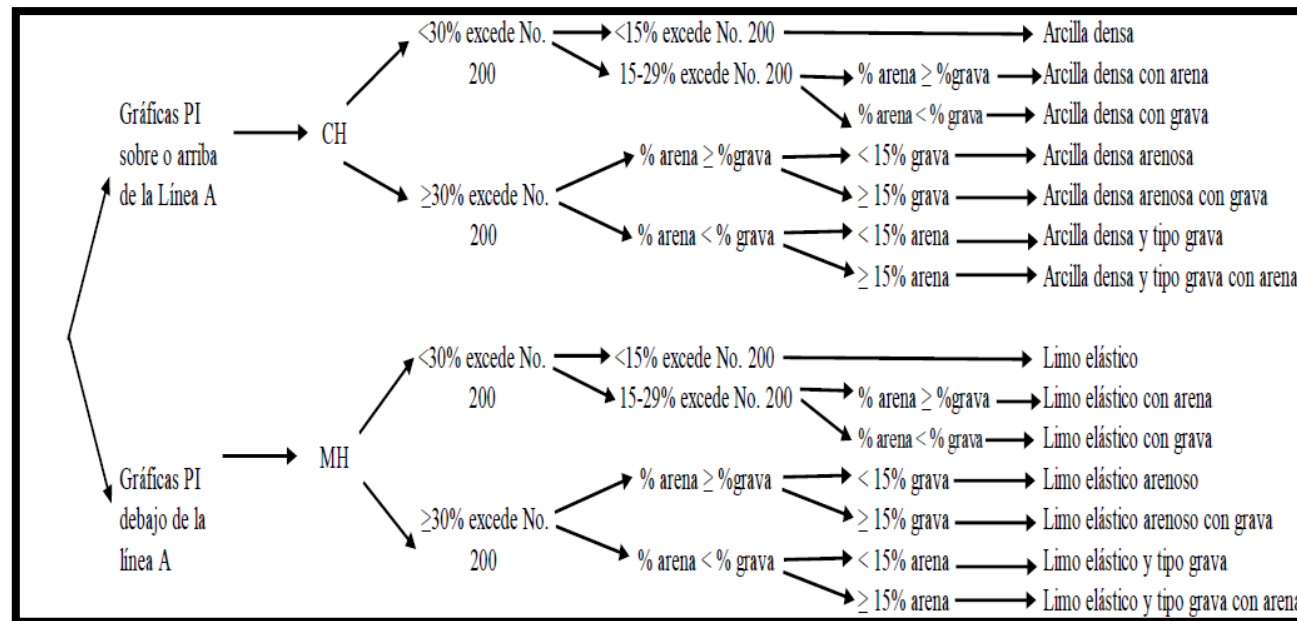 <30% excede No.
200
<15% excede No. 200
Arcilla densa
15-29% excede No. 200
% arena ≥ %grava
Arcilla densa con arena
% arena < % grava
Arcilla densa con grava
Gráficas PI
sobre o arriba
de la Línea A
CH
≥30% excede No.
200
% arena ≥ %grava
< 15% grava
Arcilla densa arenosa
≥ 15% grava
Arcilla densa arenosa con grava
% arena < % grava
< 15% arena
Arcilla densa y tipo grava
≥ 15% arena
Arcilla densa y tipo grava con arena
<30% excede No.
200
<15% excede No. 200
Limo elástico
15-29% excede No. 200
% arena ≥ %grava
Limo elástico con arena
% arena < % grava
Limo elástico con grava
Gráficas PI
debajo de la
línea A
MH
≥30% excede No.
200
% arena ≥ %grava
< 15% grava
Limo elástico arenoso
≥ 15% grava
Limo elástico arenoso con grava
% arena < % grava
< 15% arena
Limo elástico y tipo grava
≥ 15% arena
Limo elástico y tipo grava con arena